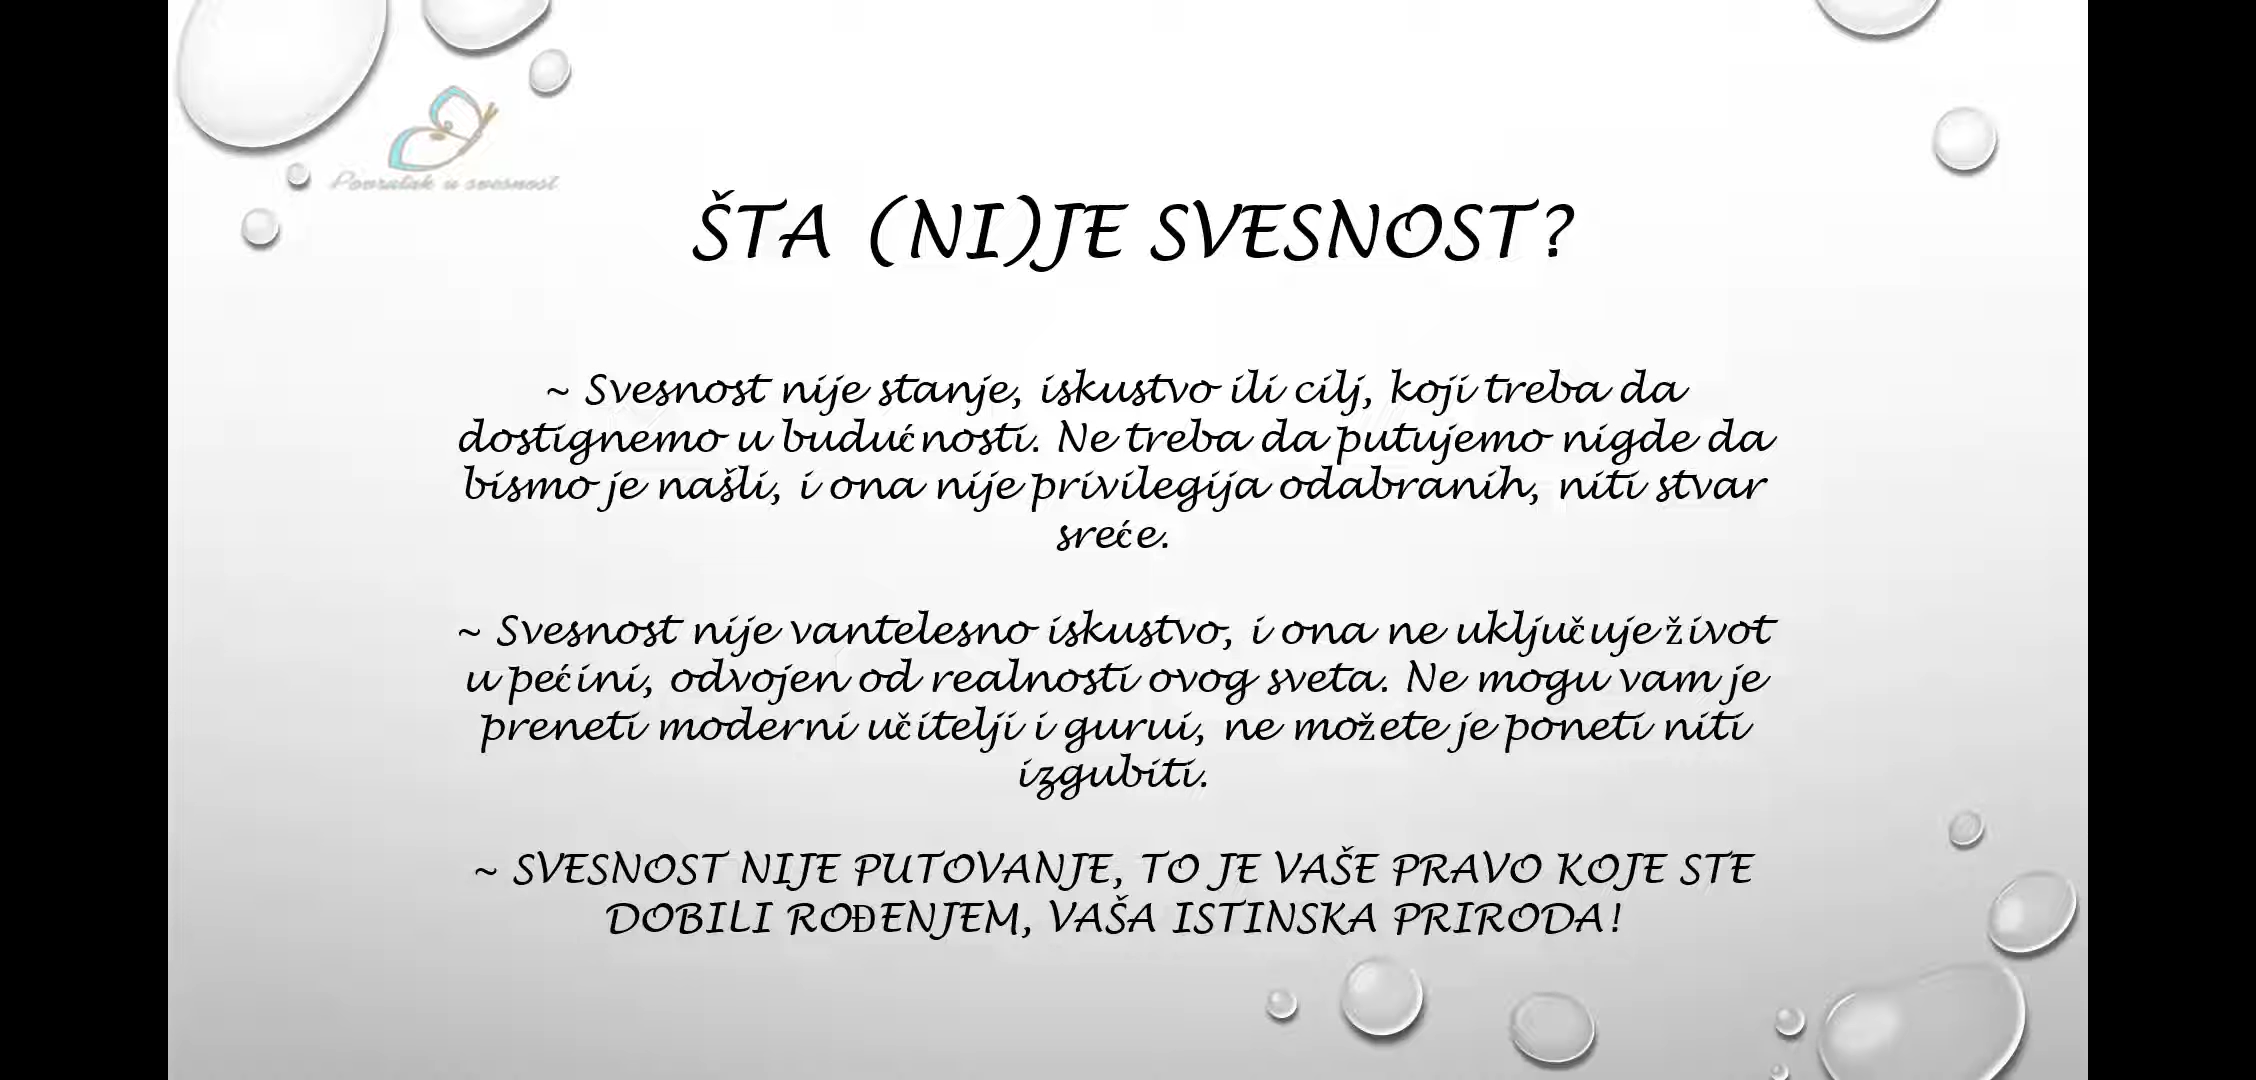 Povratak u svesnost
ŠTA (NI)JE SVESNOST?
~ Svesnost nije stanje, iskustvo ili cilj, koji treba da
dostignemo u budućnosti. Ne treba da putujemo nigde da
bismo je našli, i ona nije privilegija odabranih, niti stvar
sreće.
~ Svesnost nije vantelesno iskustvo, i ona ne uključuje život
u pećini, odvojen od realnosti ovog sveta. Ne mogu vam je
preneti moderni učitelji i gurui, ne možete je poneti niti
izgubiti.
~ SVESNOST NIJE PUTOVANJE, TO JE VAŠE PRAVO KOJE STE
DOBILI ROĐENJEM, VAŠA ISTINSKA PRIRODA!